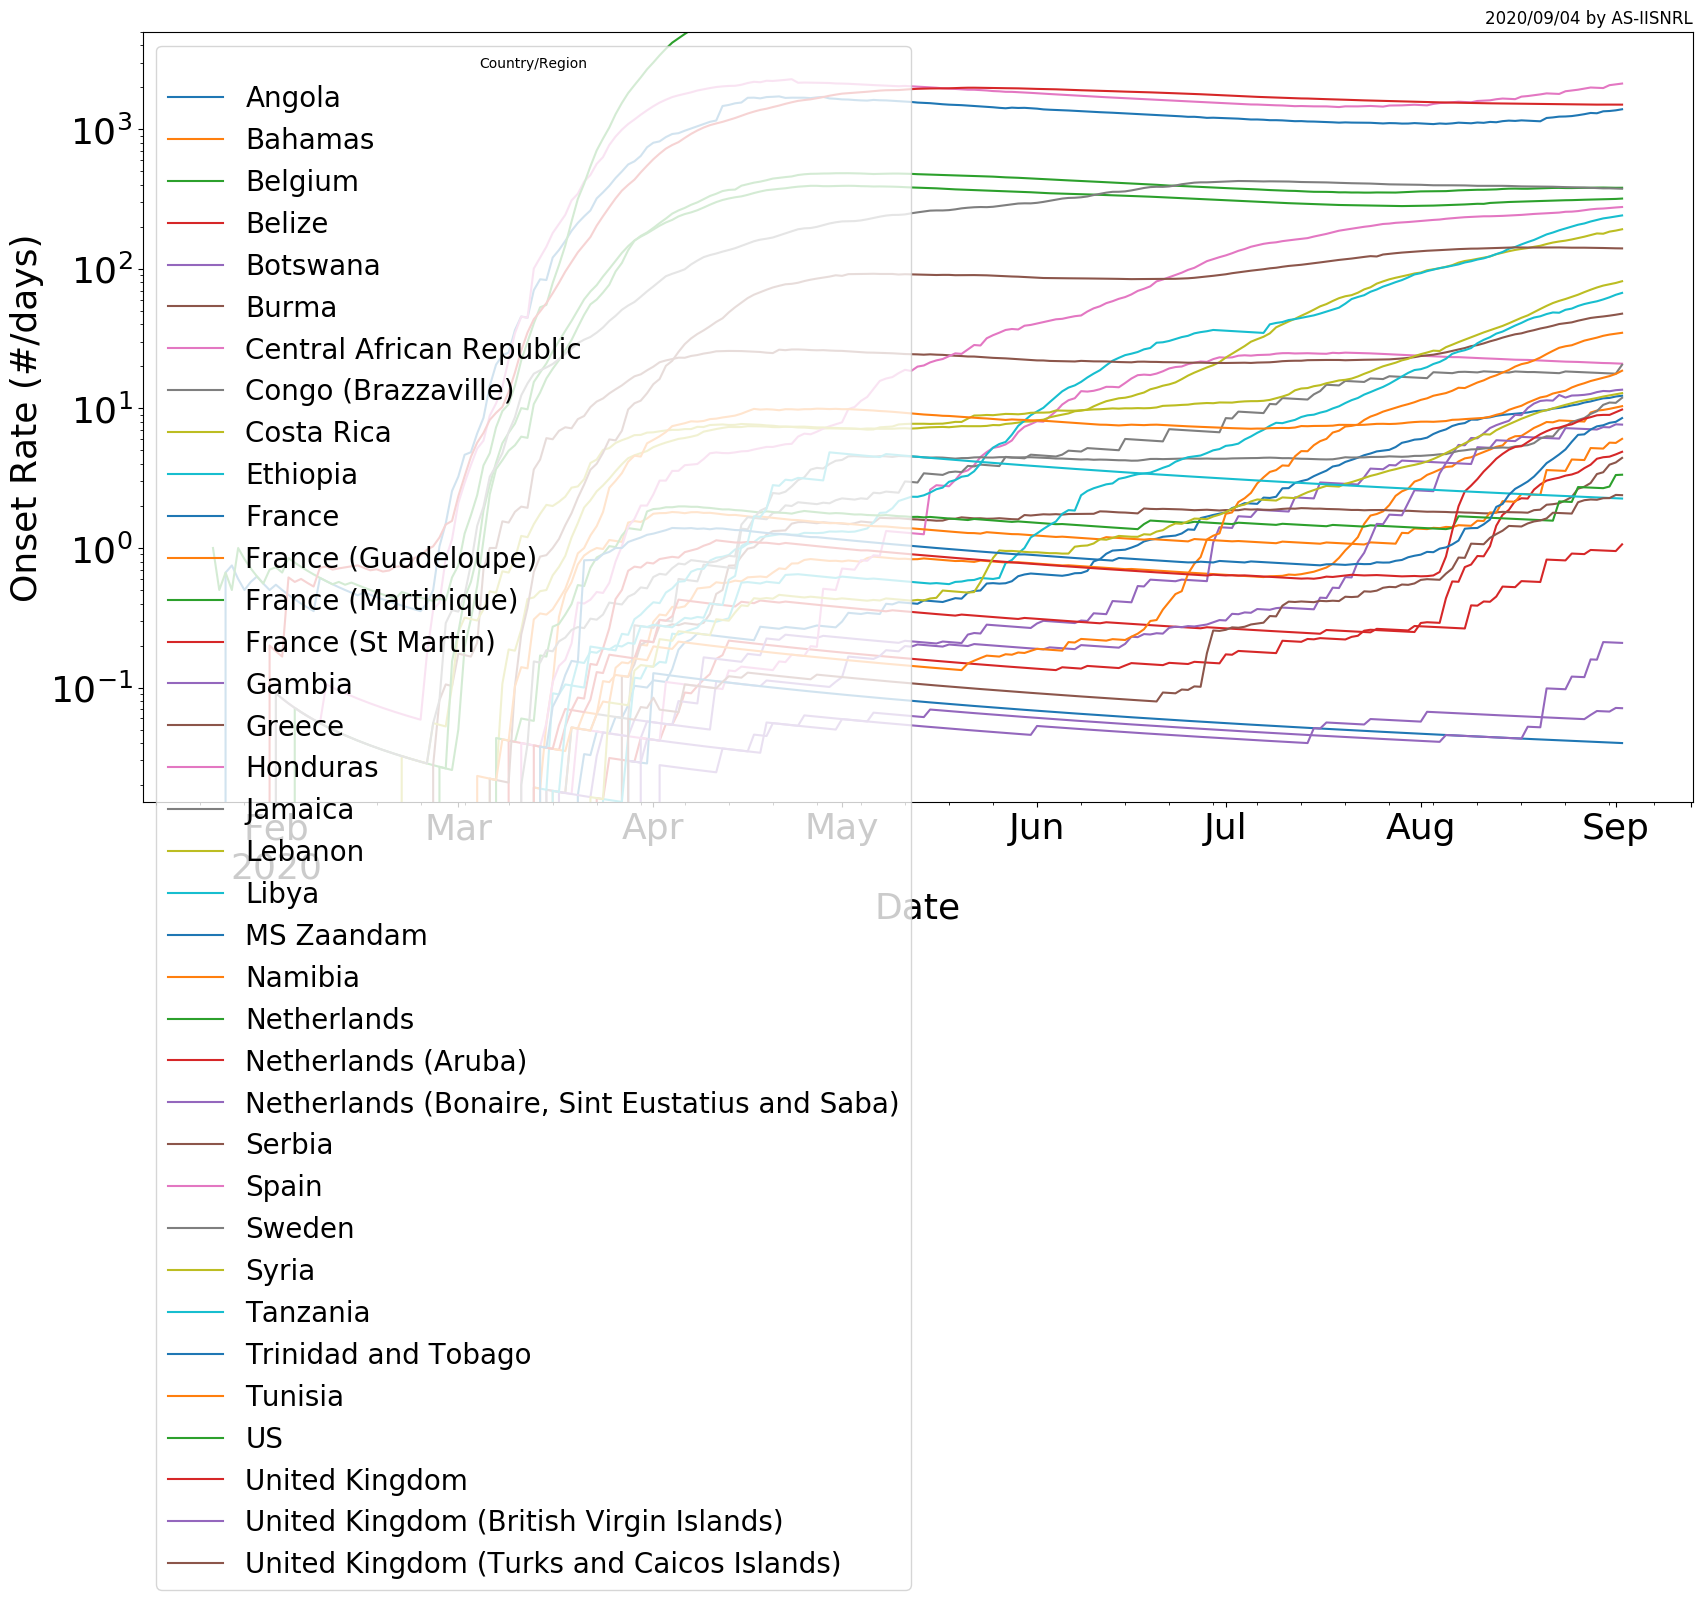 2020/09/04 by AS-IISNRL
Onset Rate (#/days)
10³
10²
10¹
10⁰
10⁻¹
Country/Region
Angola
Bahamas
Belgium
Belize
Botswana
Burma
Central African Republic
Congo (Brazzaville)
Costa Rica
Ethiopia
France
France (Guadeloupe)
France (Martinique)
France (St Martin)
Gambia
Greece
Honduras
Jamaica
Lebanon
Libya
MS Zaandam
Namibia
Netherlands
Netherlands (Aruba)
Netherlands (Bonaire, Sint Eustatius and Saba)
Serbia
Spain
Sweden
Syria
Tanzania
Trinidad and Tobago
Tunisia
US
United Kingdom
United Kingdom (British Virgin Islands)
United Kingdom (Turks and Caicos Islands)
Feb Mar Apr May Jun Jul Aug Sep
2020
Date